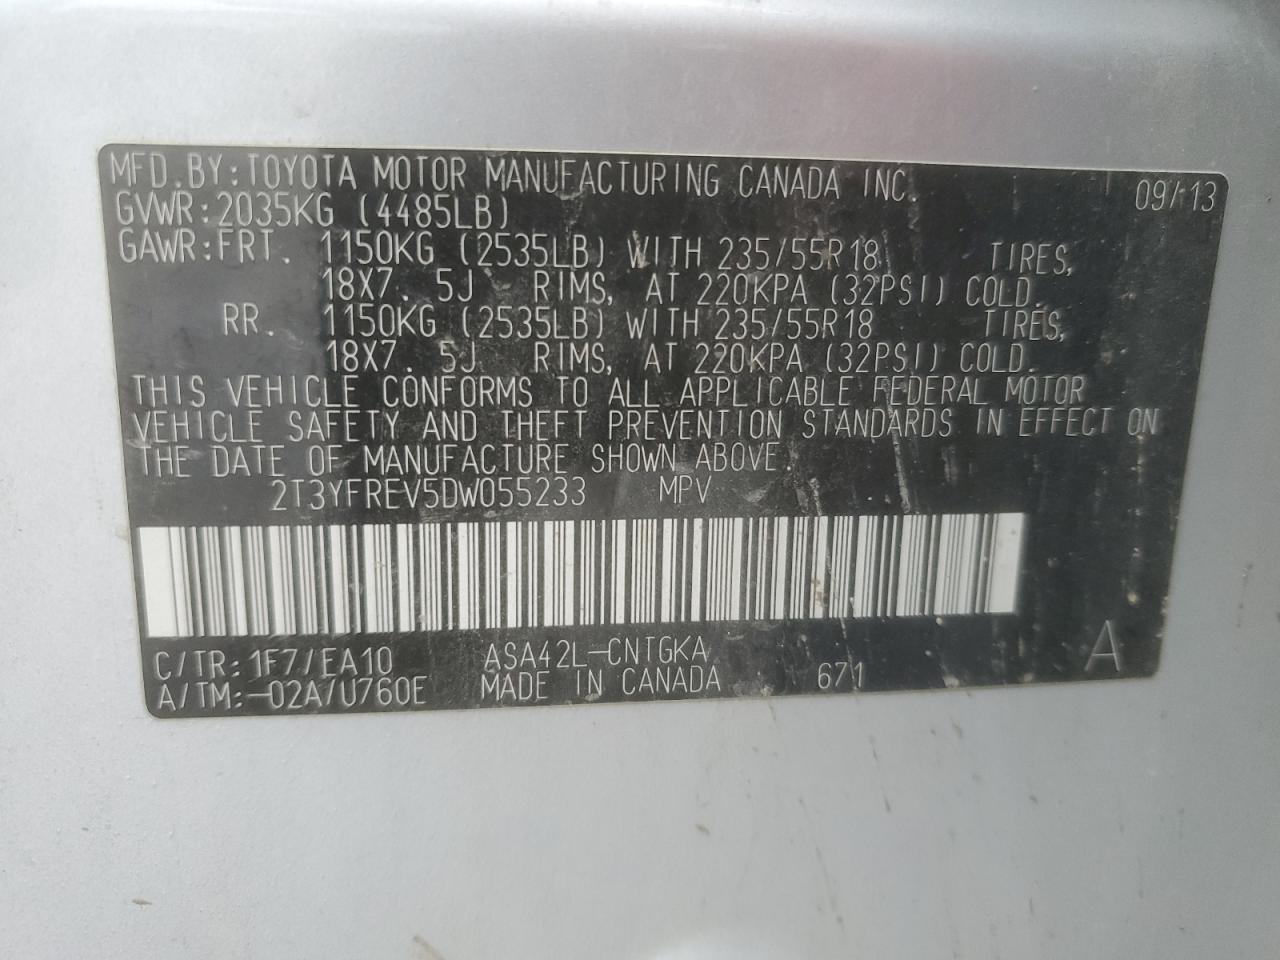 MFD.BY:TOYOTA MOTOR MANUFACTURING CANADA INC. 09/13
GVWR:2035KG (4485LB)
GAWR:FRT. 1150KG (2535LB) WITH 235/55R18 TIRES,
18X7. 5J RIMS, AT 220KPA (32PSI) COLD.
RR. 1150KG (2535LB) WITH 235/55R18 TIRES,
18X7. 5J RIMS, AT 220KPA (32PSI) COLD.
THIS VEHICLE CONFORMS TO ALL APPLICABLE FEDERAL MOTOR
VEHICLE SAFETY AND THEFT PREVENTION STANDARDS IN EFFECT ON
THE DATE OF MANUFACTURE SHOWN ABOVE.
2T3YFREV5DW055233 MPV
C/TR:1F7/EA10 ASA42L-CNTGKA A
A/TM:-02A/U760E MADE IN CANADA 671